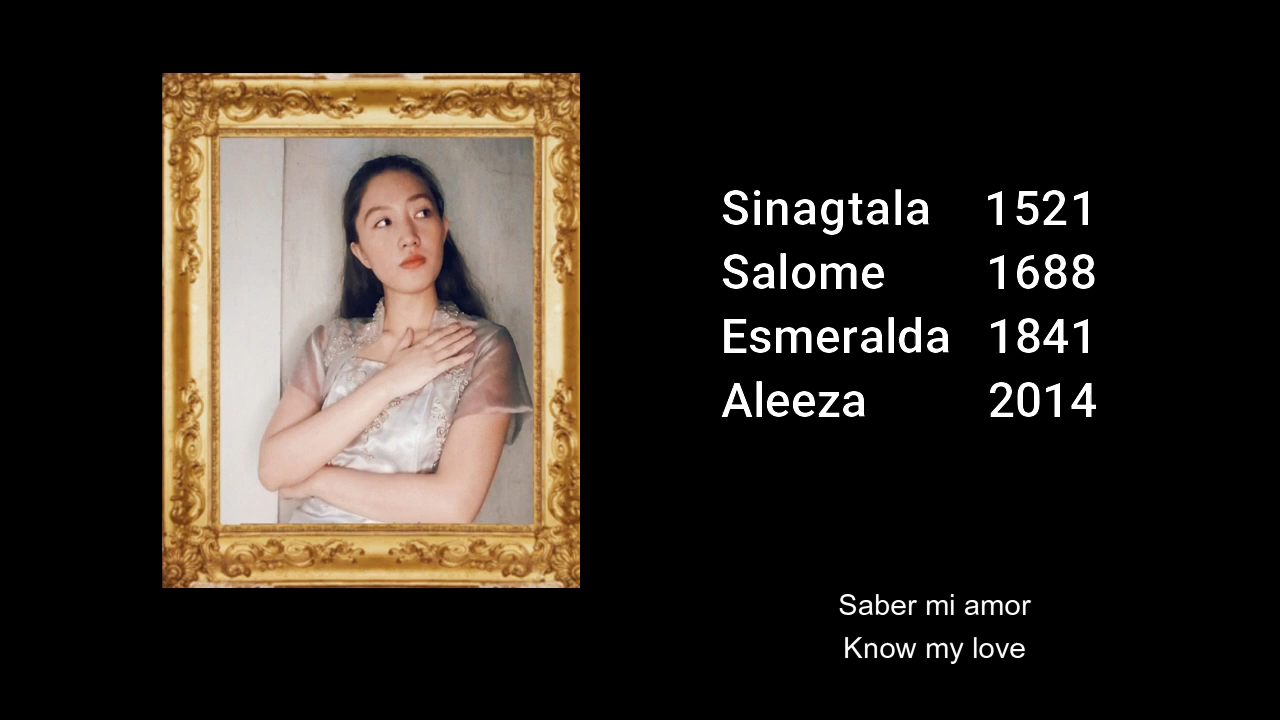 Sinagtala 1521
Salome 1688
Esmeralda 1841
Aleeza 2014
Saber mi amor
Know my love